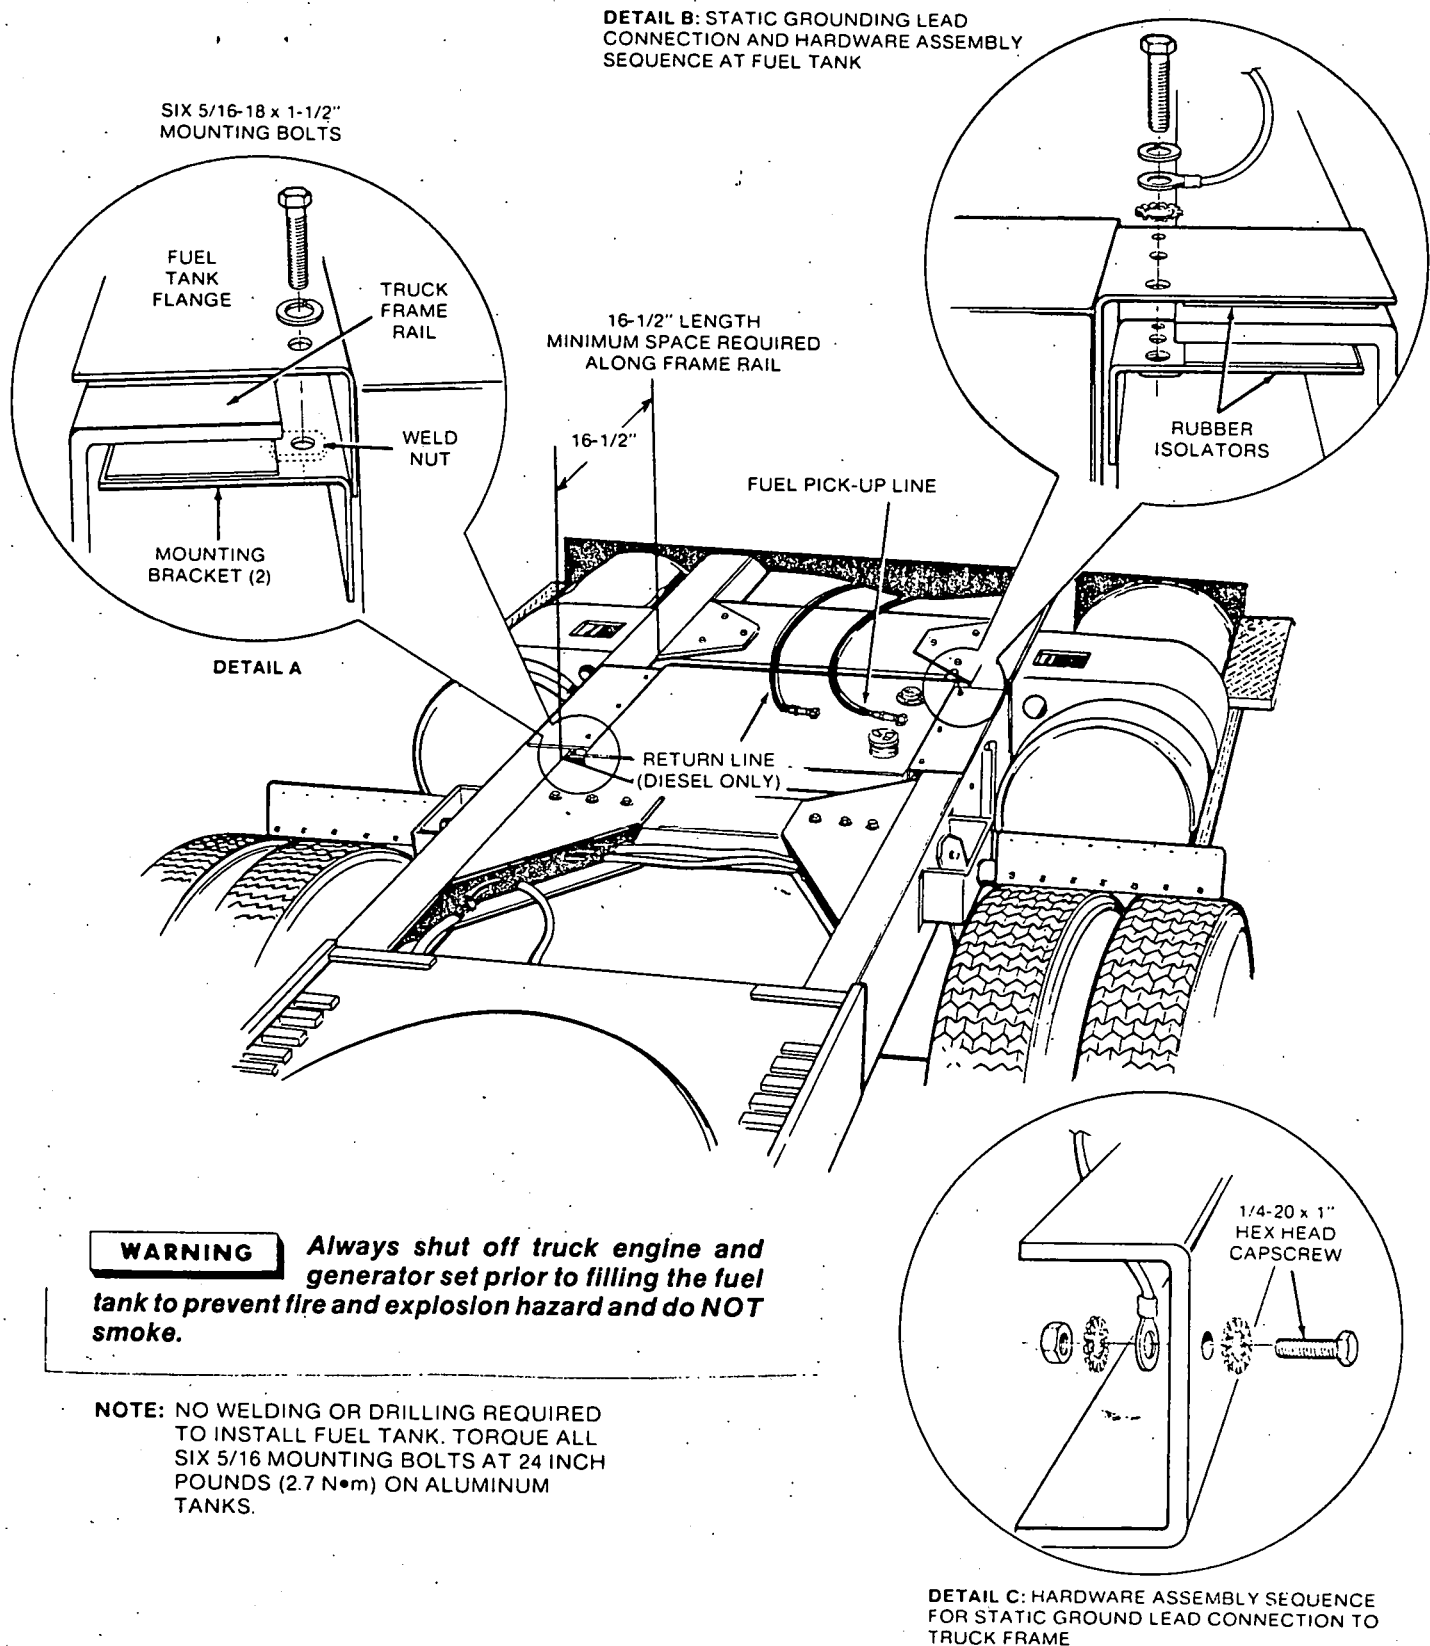 DETAIL B: STATIC GROUNDING LEAD
CONNECTION AND HARDWARE ASSEMBLY
SEQUENCE AT FUEL TANK
SIX 5/16-18 x 1-1/2"
MOUNTING BOLTS
FUEL
TANK
FLANGE
TRUCK
FRAME
RAIL
WELD
NUT
MOUNTING
BRACKET (2)
DETAIL A
16-1/2" LENGTH
MINIMUM SPACE REQUIRED
ALONG FRAME RAIL
16-1/2"
FUEL PICK-UP LINE
RUBBER
ISOLATORS
RETURN LINE
(DIESEL ONLY)
WARNING Always shut off truck engine and
generator set prior to filling the fuel
tank to prevent fire and explosion hazard and do NOT
smoke.
NOTE: NO WELDING OR DRILLING REQUIRED
TO INSTALL FUEL TANK. TORQUE ALL
SIX 5/16 MOUNTING BOLTS AT 24 INCH
POUNDS (2.7 N•m) ON ALUMINUM
TANKS.
1/4-20 x 1"
HEX HEAD
CAPSCREW
DETAIL C: HARDWARE ASSEMBLY SEQUENCE
FOR STATIC GROUND LEAD CONNECTION TO
TRUCK FRAME